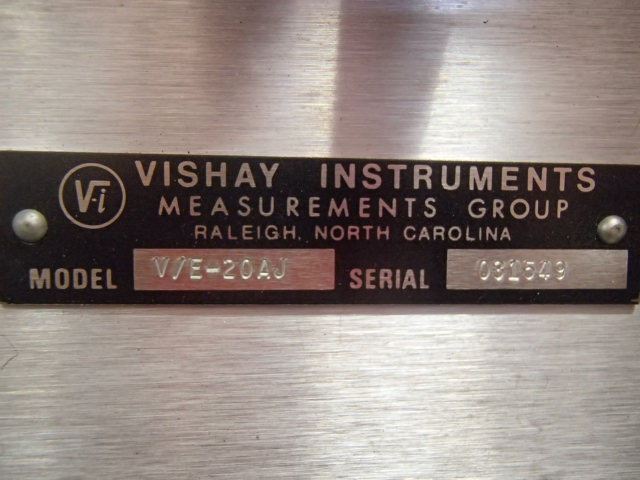 Vi VISHAY INSTRUMENTS
MEASUREMENTS GROUP
RALEIGH, NORTH CAROLINA
MODEL V/E-20AJ SERIAL 031549